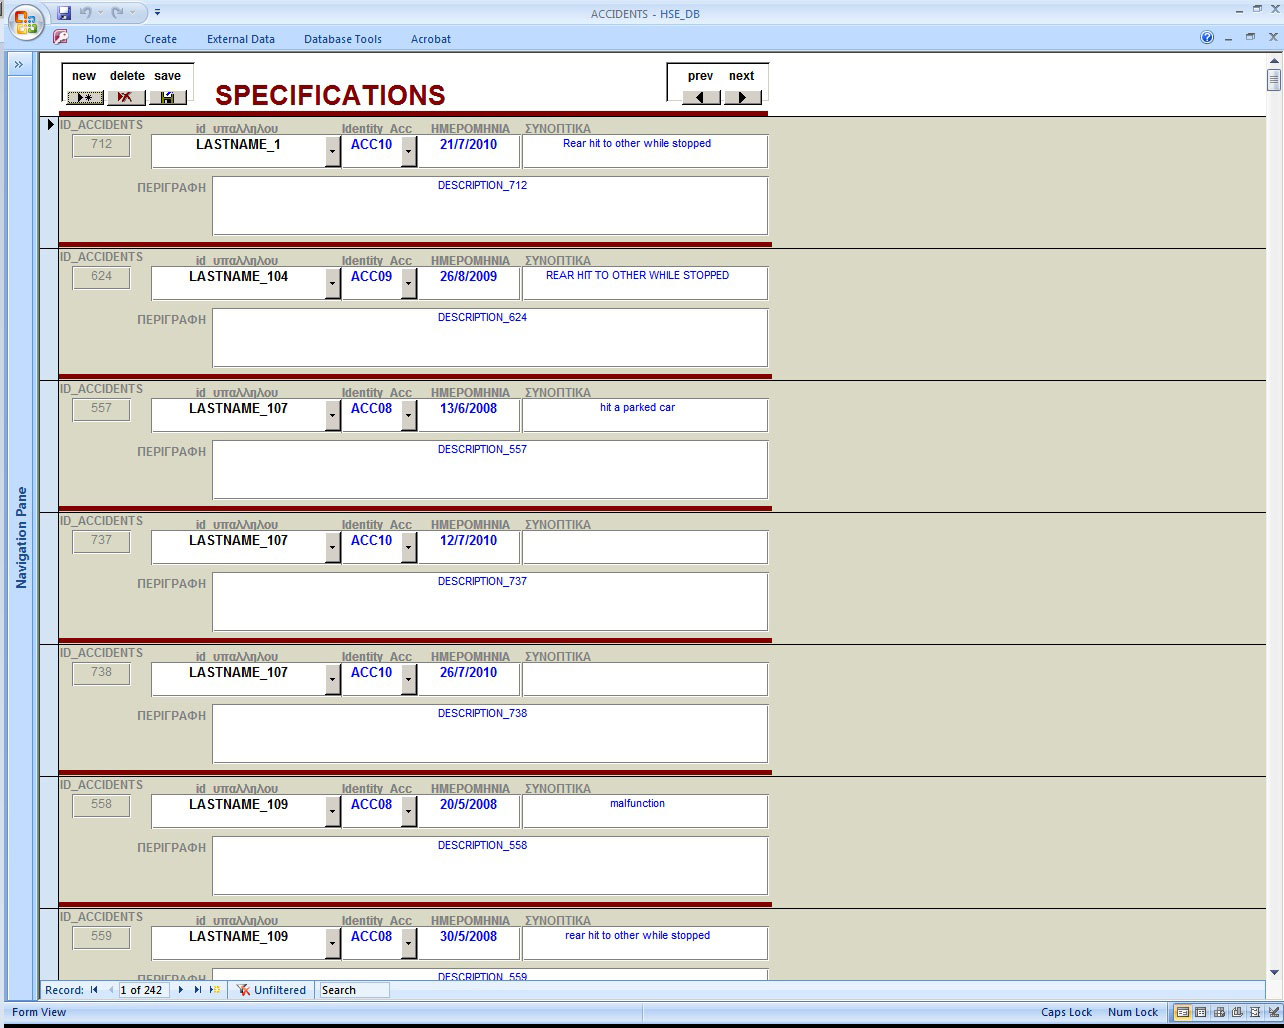 ACCIDENTS - HSE_DB
Home Create External Data Database Tools Acrobat
»
Navigation Pane
new delete save
SPECIFICATIONS
prev next
ID_ACCIDENTS id_υπαλληλου Identity_Acc ΗΜΕΡΟΜΗΝΙΑ ΣΥΝΟΠΤΙΚΑ
712 LASTNAME_1 ACC10 21/7/2010 Rear hit to other while stopped
ΠΕΡΙΓΡΑΦΗ DESCRIPTION_712
ID_ACCIDENTS id_υπαλληλου Identity_Acc ΗΜΕΡΟΜΗΝΙΑ ΣΥΝΟΠΤΙΚΑ
624 LASTNAME_104 ACC09 26/8/2009 REAR HIT TO OTHER WHILE STOPPED
ΠΕΡΙΓΡΑΦΗ DESCRIPTION_624
ID_ACCIDENTS id_υπαλληλου Identity_Acc ΗΜΕΡΟΜΗΝΙΑ ΣΥΝΟΠΤΙΚΑ
557 LASTNAME_107 ACC08 13/6/2008 hit a parked car
ΠΕΡΙΓΡΑΦΗ DESCRIPTION_557
ID_ACCIDENTS id_υπαλληλου Identity_Acc ΗΜΕΡΟΜΗΝΙΑ ΣΥΝΟΠΤΙΚΑ
737 LASTNAME_107 ACC10 12/7/2010
ΠΕΡΙΓΡΑΦΗ DESCRIPTION_737
ID_ACCIDENTS id_υπαλληλου Identity_Acc ΗΜΕΡΟΜΗΝΙΑ ΣΥΝΟΠΤΙΚΑ
738 LASTNAME_107 ACC10 26/7/2010
ΠΕΡΙΓΡΑΦΗ DESCRIPTION_738
ID_ACCIDENTS id_υπαλληλου Identity_Acc ΗΜΕΡΟΜΗΝΙΑ ΣΥΝΟΠΤΙΚΑ
558 LASTNAME_109 ACC08 20/5/2008 malfunction
ΠΕΡΙΓΡΑΦΗ DESCRIPTION_558
ID_ACCIDENTS id_υπαλληλου Identity_Acc ΗΜΕΡΟΜΗΝΙΑ ΣΥΝΟΠΤΙΚΑ
559 LASTNAME_109 ACC08 30/5/2008 rear hit to other while stopped
ΠΕΡΙΓΡΑΦΗ DESCRIPTION_559
Record: 1 of 242 Unfiltered Search
Form View Caps Lock Num Lock